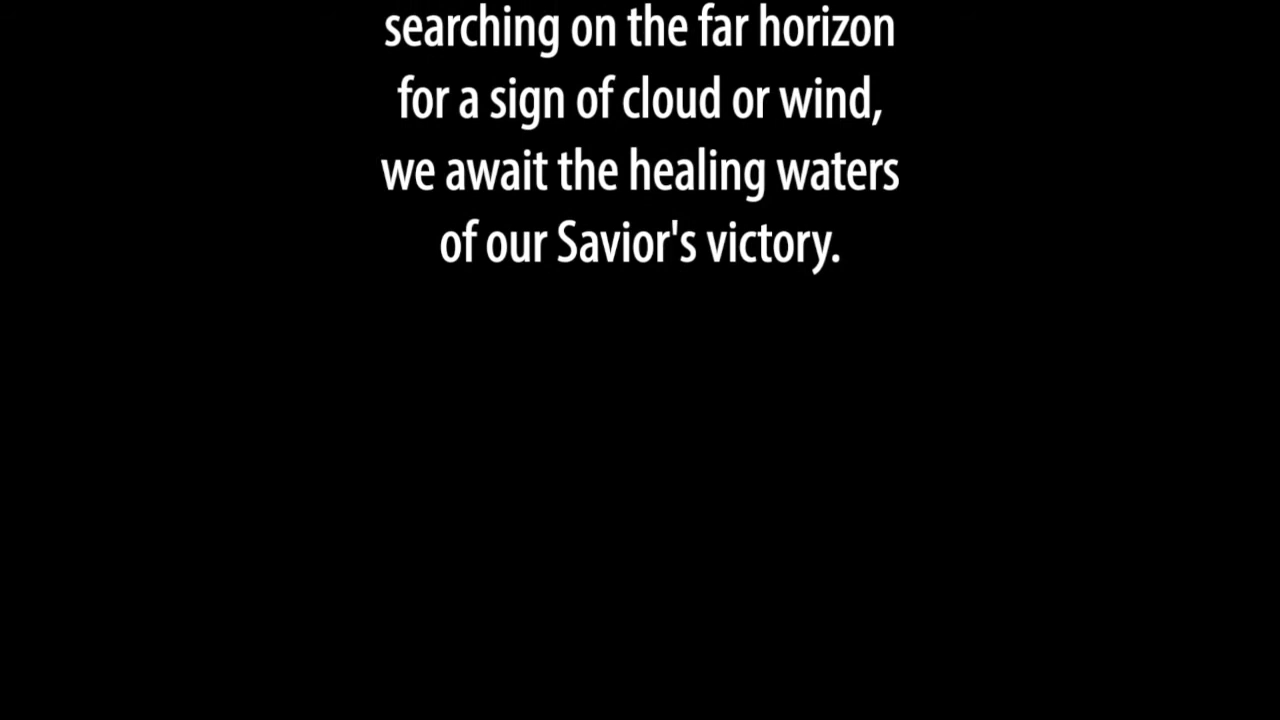 searching on the far horizon
for a sign of cloud or wind,
we await the healing waters
of our Savior's victory.